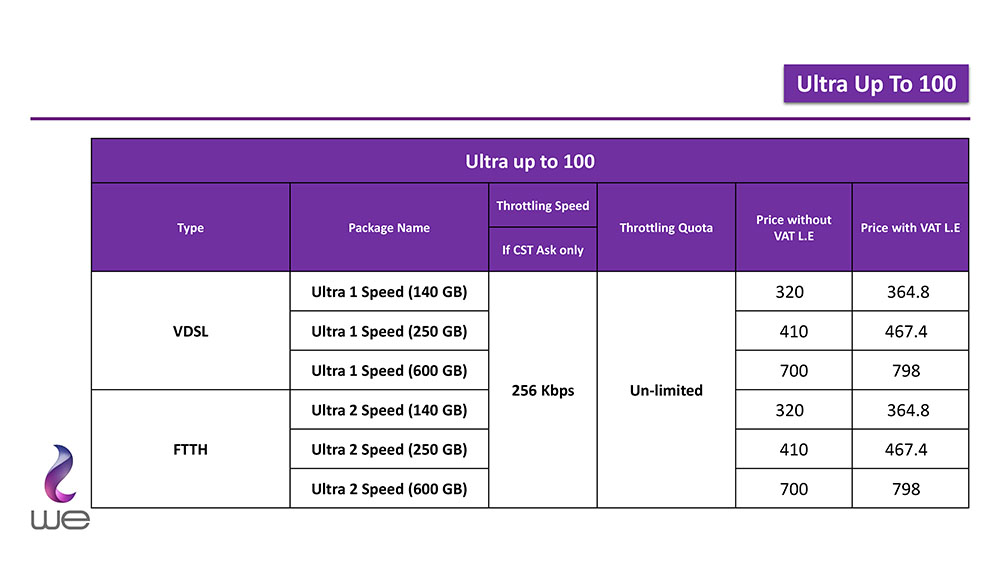 Ultra Up To 100
Ultra up to 100
Type
Package Name
Throttling Speed
If CST Ask only
Throttling Quota
Price without
VAT L.E
Price with VAT L.E
VDSL
Ultra 1 Speed (140 GB)
256 Kbps
Un-limited
320
364.8
Ultra 1 Speed (250 GB)
410
467.4
Ultra 1 Speed (600 GB)
700
798
FTTH
Ultra 2 Speed (140 GB)
320
364.8
Ultra 2 Speed (250 GB)
410
467.4
Ultra 2 Speed (600 GB)
700
798
we